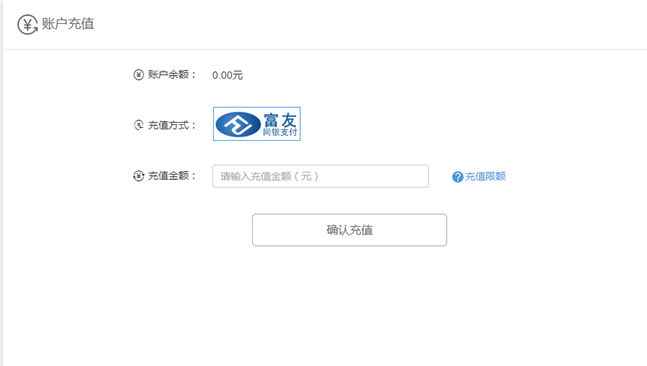 账户充值
账户余额： 0.00元
充值方式： 富友
网银支付
充值金额： 请输入充值金额（元） 充值限额
确认充值